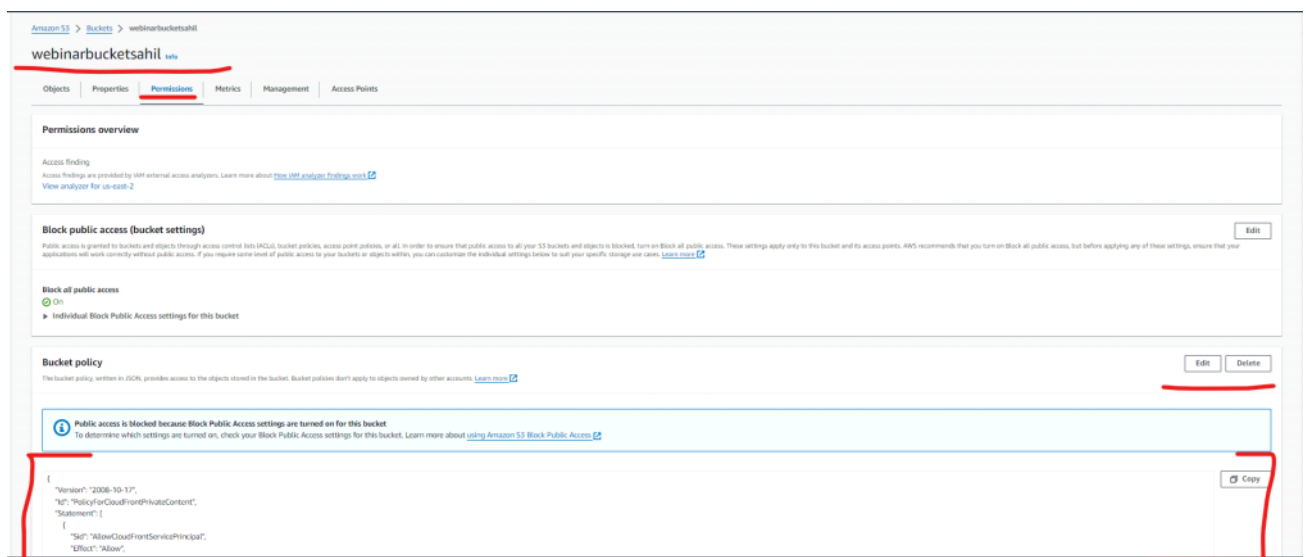 Amazon S3 > Buckets > webinarbucketsahil
webinarbucketsahil Info
Objects Properties Permissions Metrics Management Access Points
Permissions overview
Access finding
Access findings are provided by IAM external access analyzers. Learn more about How IAM analyzer findings work
View analyzer for us-east-2
Block public access (bucket settings) Edit
Public access is granted to buckets and objects through access control lists (ACLs), bucket policies, access point policies, or all. In order to ensure that public access to all your S3 buckets and objects is blocked, turn on Block all public access. These settings apply only to this bucket and its access points. AWS recommends that you turn on Block all public access, but before applying any of these settings, ensure that your
applications will work correctly without public access. If you require some level of public access to your buckets or objects within, you can customize the individual settings below to suit your specific storage use cases. Learn more
Block all public access
On
Individual Block Public Access settings for this bucket
Bucket policy Edit Delete
The bucket policy, written in JSON, provides access to the objects stored in the bucket. Bucket policies don't apply to objects owned by other accounts. Learn more
Public access is blocked because Block Public Access settings are turned on for this bucket
To determine which settings are turned on, check your Block Public Access settings for this bucket. Learn more about using Amazon S3 Block Public Access
{ Copy
"Version": "2008-10-17",
"Id": "PolicyForCloudFrontPrivateContent",
"Statement": [
{
"Sid": "AllowCloudFrontServicePrincipal",
"Effect": "Allow",